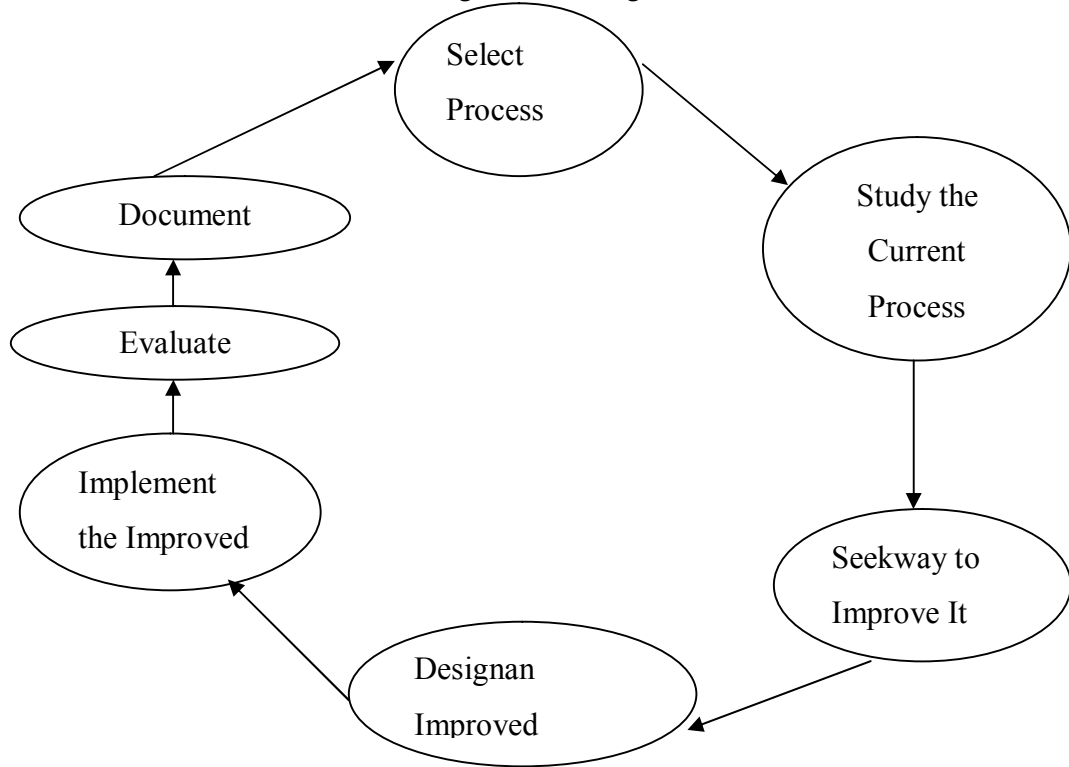 Select
Process
Study the
Current
Process
Seekway to
Improve It
Designan
Improved
Implement
the Improved
Evaluate
Document